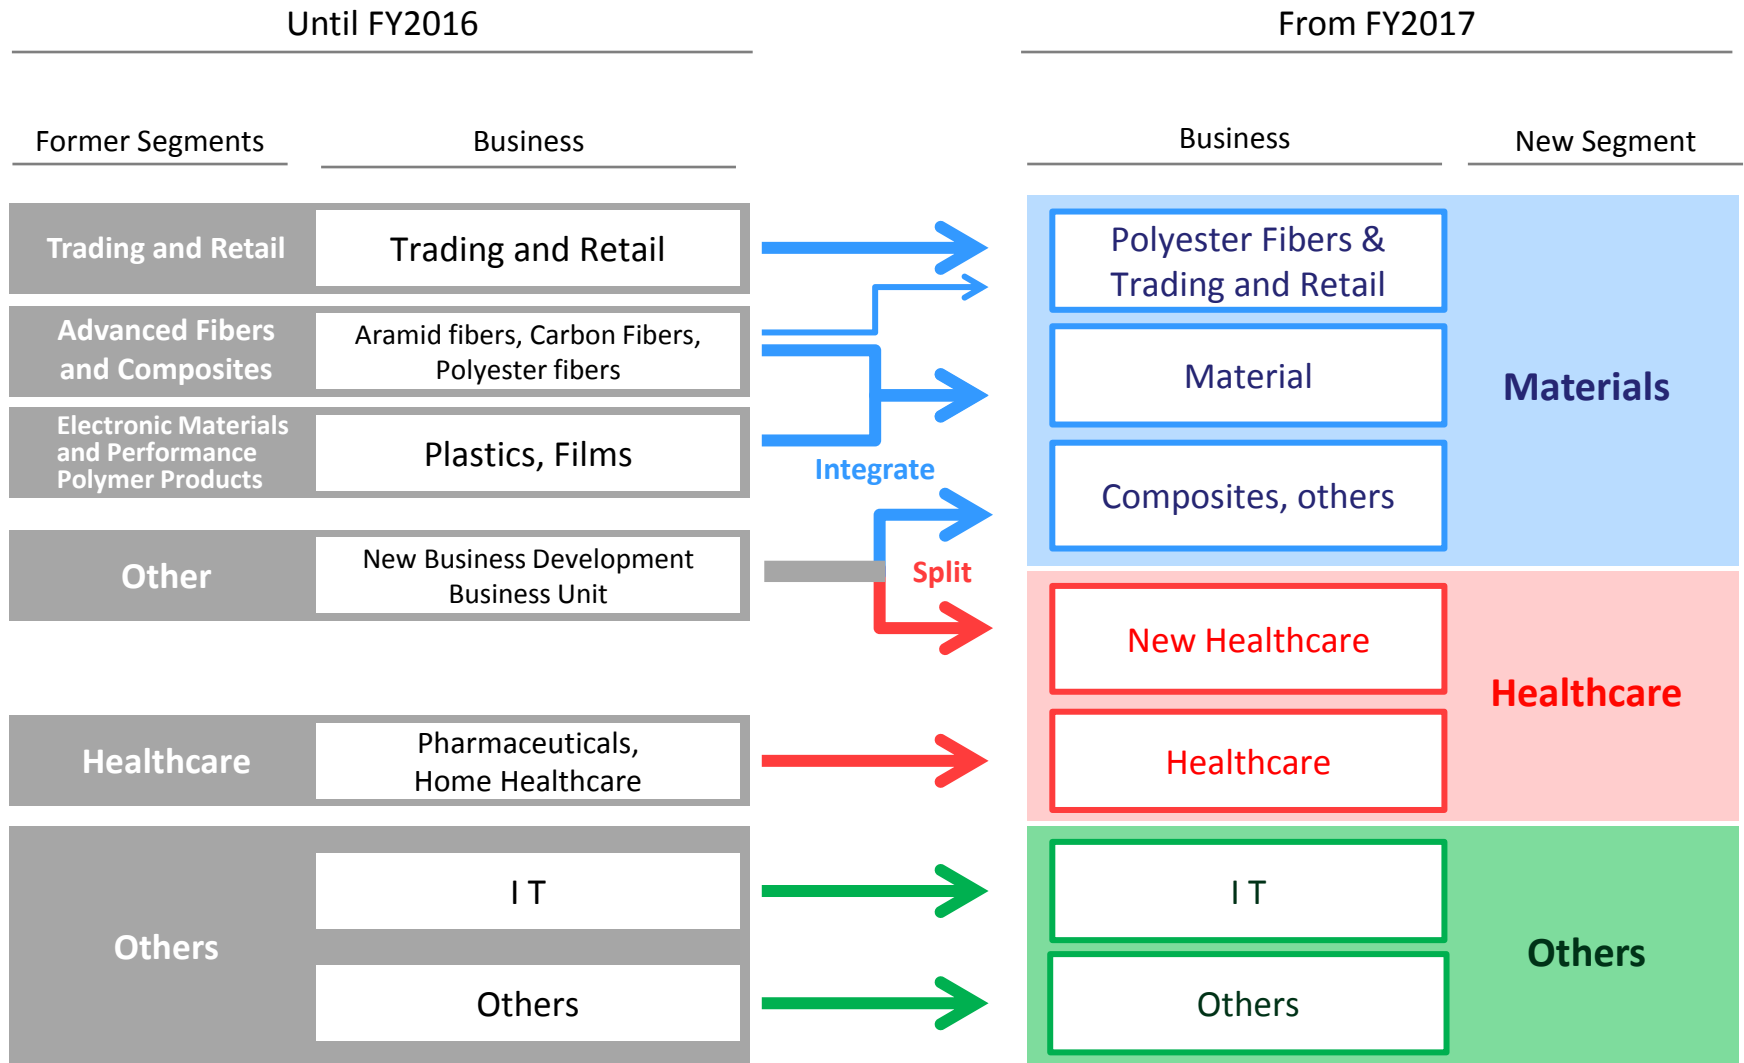 Until FY2016
From FY2017
Former Segments
Business
Business
New Segment
Trading and Retail
Trading and Retail
Polyester Fibers &
Trading and Retail
Advanced Fibers
and Composites
Aramid fibers, Carbon Fibers,
Polyester fibers
Material
Materials
Electronic Materials
and Performance
Polymer Products
Plastics, Films
Integrate
Composites, others
Other
New Business Development
Business Unit
Split
New Healthcare
Healthcare
Healthcare
Pharmaceuticals,
Home Healthcare
Healthcare
Others
I T
I T
Others
Others
Others